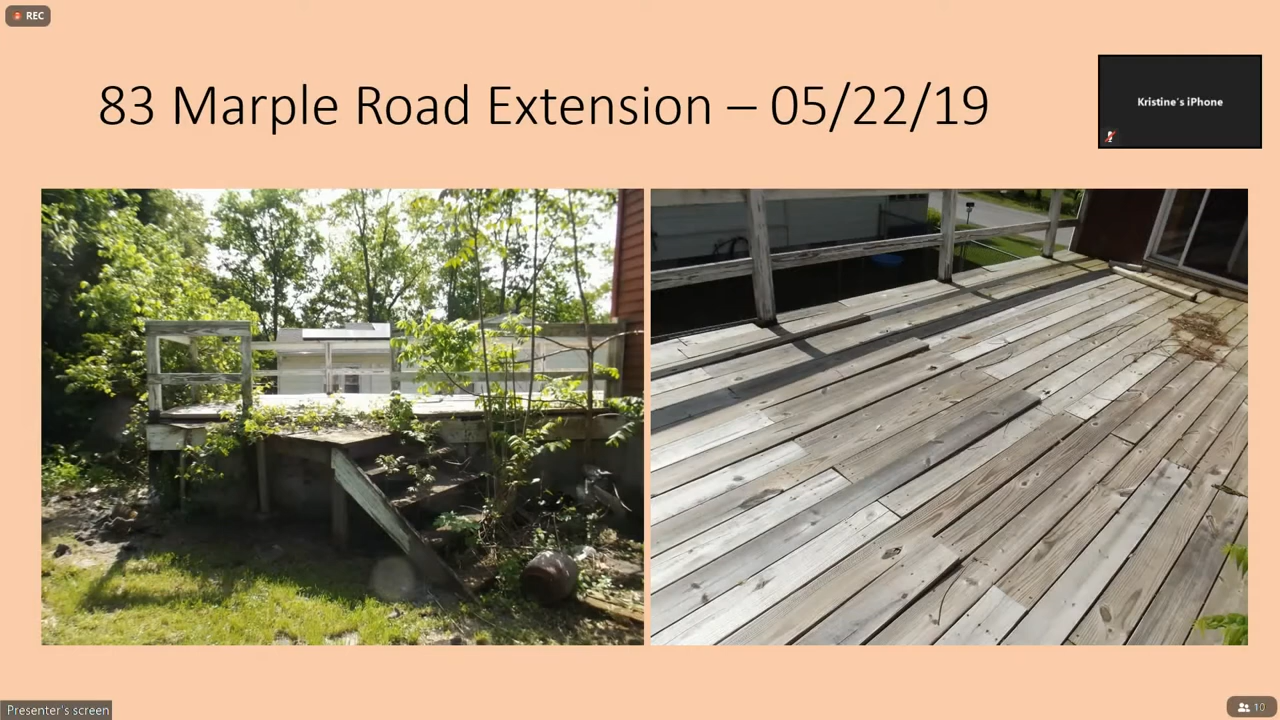 REC
83 Marple Road Extension – 05/22/19
Kristine's iPhone
Presenter's screen
10